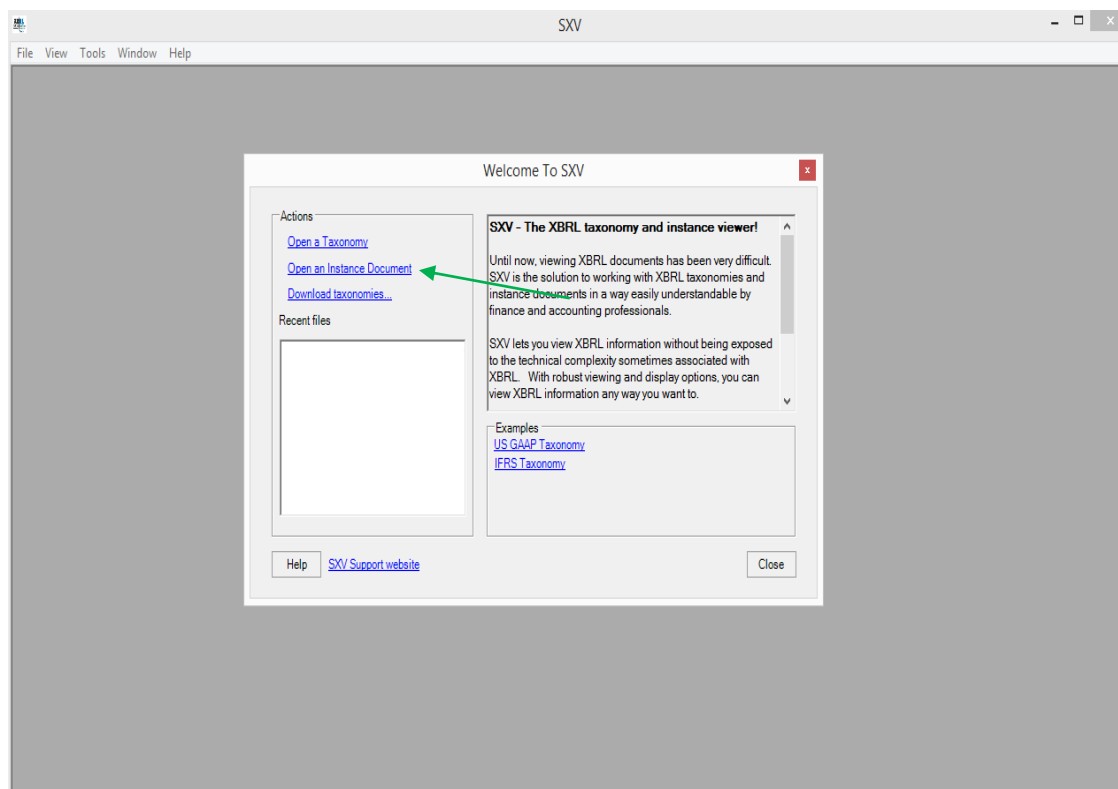 SXV
File View Tools Window Help
Welcome To SXV
x
Actions
Open a Taxonomy
Open an Instance Document
Download taxonomies...
Recent files
SXV - The XBRL taxonomy and instance viewer!
Until now, viewing XBRL documents has been very difficult.
SXV is the solution to working with XBRL taxonomies and
instance documents in a way easily understandable by
finance and accounting professionals.
SXV lets you view XBRL information without being exposed
to the technical complexity sometimes associated with
XBRL. With robust viewing and display options, you can
view XBRL information any way you want to.
Examples
US GAAP Taxonomy
IFRS Taxonomy
Help SXV Support website Close